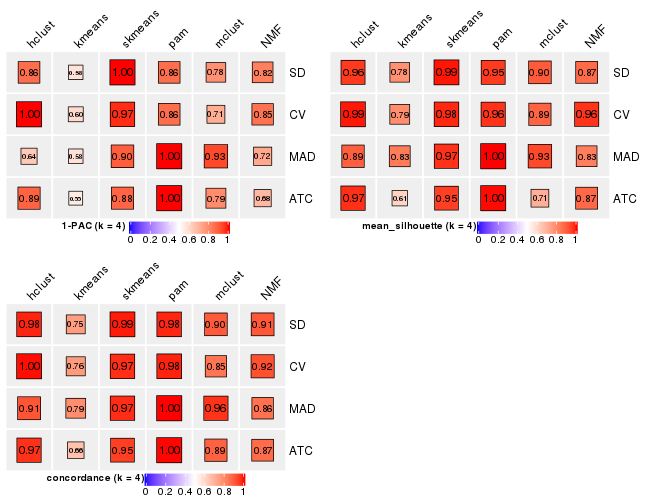 hclust kmeans skmeans pam mclust NMF
0.86 0.58 1.00 0.86 0.78 0.82 SD
1.00 0.60 0.97 0.86 0.71 0.85 CV
0.64 0.58 0.90 1.00 0.93 0.72 MAD
0.89 0.88 1.00 0.79 0.68 ATC
1-PAC (k = 4)
0 0.2 0.4 0.6 0.8 1
hclust kmeans skmeans pam mclust NMF
0.96 0.78 0.99 0.95 0.90 0.87 SD
0.99 0.79 0.98 0.96 0.89 0.96 CV
0.89 0.83 0.97 1.00 0.93 0.83 MAD
0.97 0.61 0.95 1.00 0.71 0.87 ATC
mean_silhouette (k = 4)
0 0.2 0.4 0.6 0.8 1
hclust kmeans skmeans pam mclust NMF
0.98 0.75 0.99 0.98 0.90 0.91 SD
1.00 0.76 0.97 0.98 0.85 0.92 CV
0.91 0.79 0.97 1.00 0.96 0.86 MAD
0.97 0.66 0.95 1.00 0.89 0.87 ATC
concordance (k = 4)
0 0.2 0.4 0.6 0.8 1